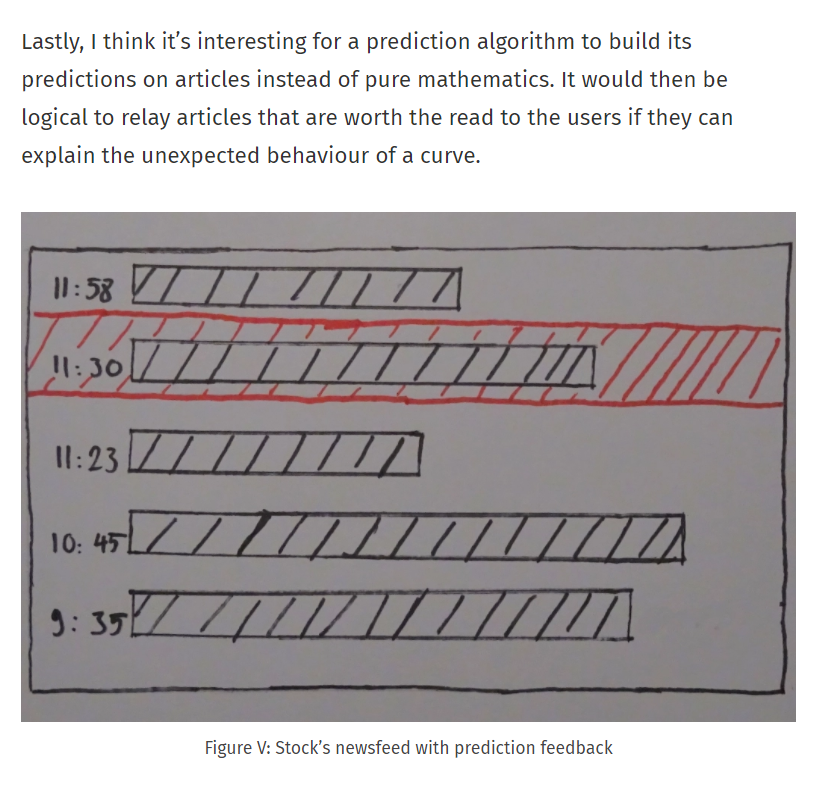 Lastly, I think it's interesting for a prediction algorithm to build its
predictions on articles instead of pure mathematics. It would then be
logical to relay articles that are worth the read to the users if they can
explain the unexpected behaviour of a curve.
11:58
11:30
11:23
10:45
9:35
Figure V: Stock's newsfeed with prediction feedback